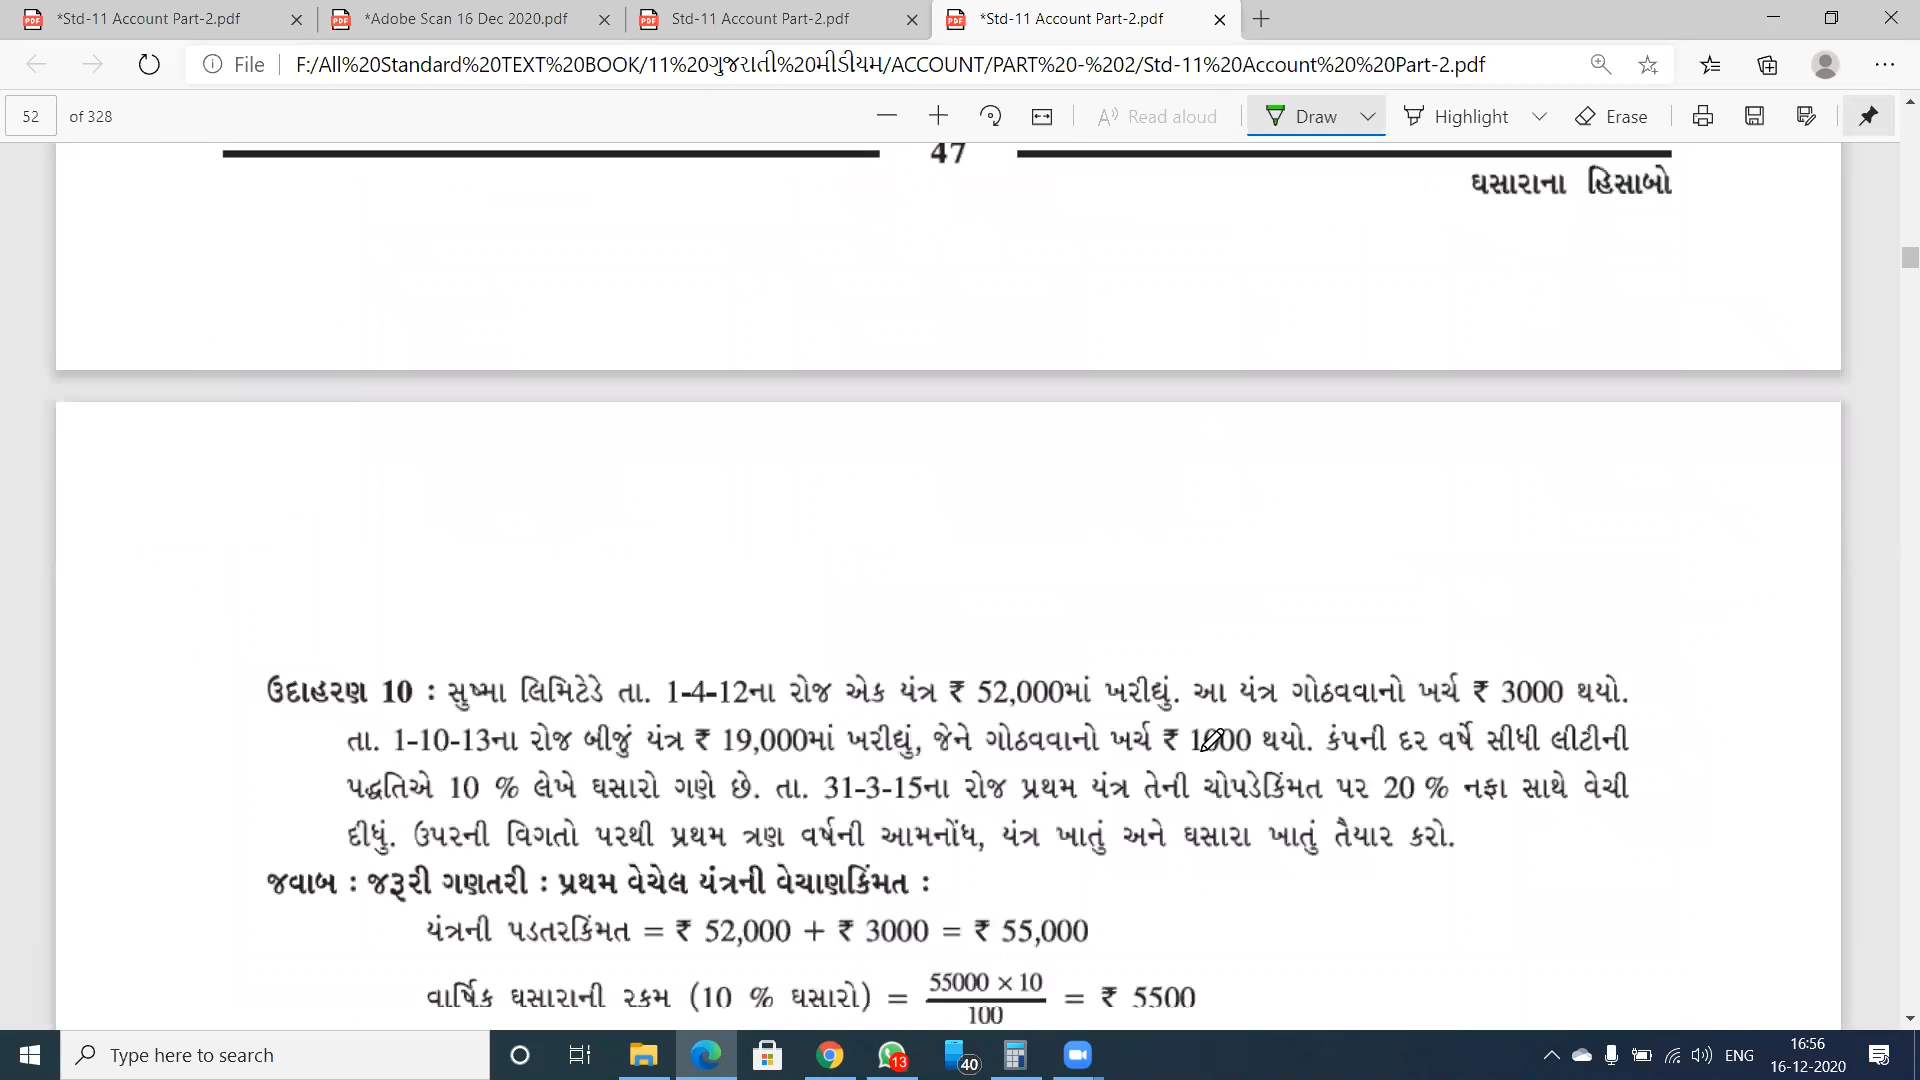 *Std-11 Account Part-2.pdf
*Adobe Scan 16 Dec 2020.pdf
Std-11 Account Part-2.pdf
*Std-11 Account Part-2.pdf
File F:/All%20Standard%20TEXT%20BOOK/11%20ગુજરાતી%20મીડીયમ/ACCOUNT/PART%20-%202/Std-11%20Account%20%20Part-2.pdf
52 of 328 Read aloud Draw Highlight Erase
47
ઘસારાના હિસાબો
ઉદાહરણ 10 : સુષ્મા લિમિટેડે તા. 1-4-12ના રોજ એક યંત્ર ₹ 52,000માં ખરીદ્યું. આ યંત્ર ગોઠવવાનો ખર્ચ ₹ 3000 થયો.
તા. 1-10-13ના રોજ બીજું યંત્ર ₹ 19,000માં ખરીદ્યું, જેને ગોઠવવાનો ખર્ચ ₹ 1000 થયો. કંપની દર વર્ષે સીધી લીટીની
પદ્ધતિએ 10 % લેખે ઘસારો ગણે છે. તા. 31-3-15ના રોજ પ્રથમ યંત્ર તેની ચોપડેકિંમત પર 20 % નફા સાથે વેચી
દીધું. ઉપરની વિગતો પરથી પ્રથમ ત્રણ વર્ષની આમનોંધ, યંત્ર ખાતું અને ઘસારા ખાતું તૈયાર કરો.
જવાબ : જરૂરી ગણતરી : પ્રથમ વેચેલ યંત્રની વેચાણકિંમત :
યંત્રની પડતરકિંમત = ₹ 52,000 + ₹ 3000 = ₹ 55,000
વાર્ષિક ઘસારાની રકમ (10 % ઘસારો) = 55000 × 10 / 100 = ₹ 5500
Type here to search
13
40
ENG
16:56
16-12-2020